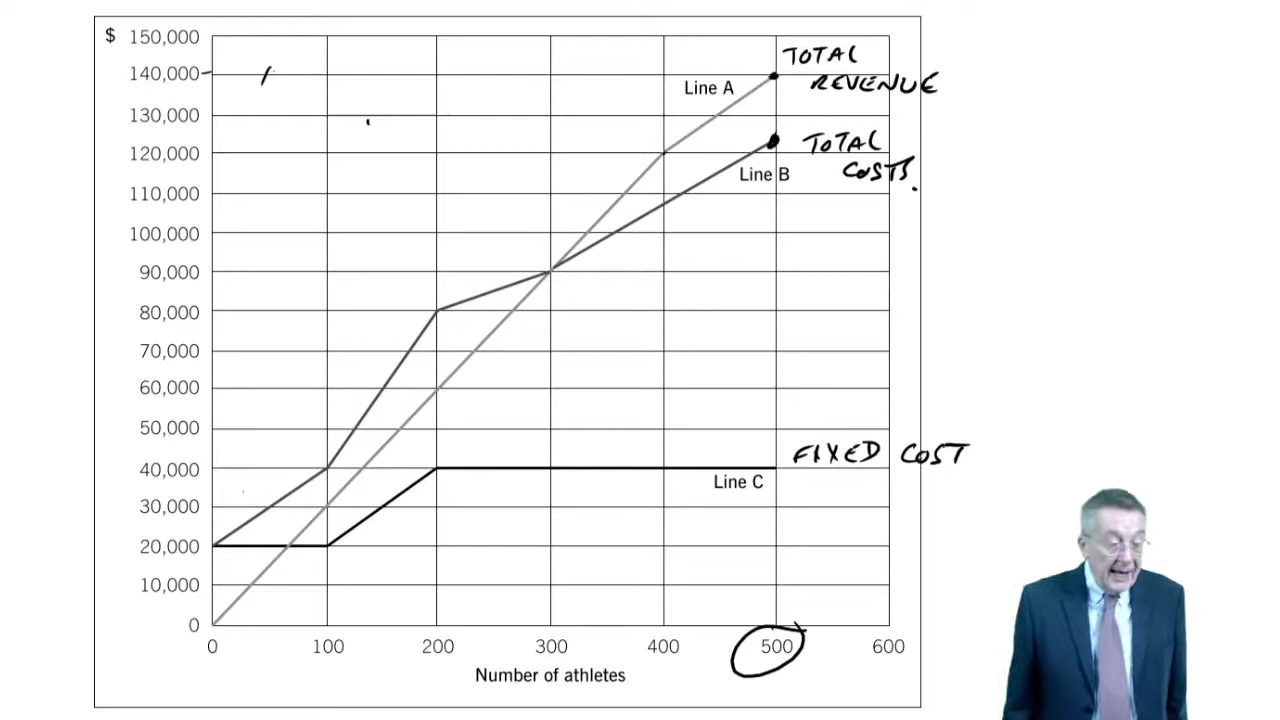 $ 150,000
140,000
130,000
120,000
110,000
100,000
90,000
80,000
70,000
60,000
50,000
40,000
30,000
20,000
10,000
0
TOTAL
REVENUE
Line A
TOTAL
COSTS.
Line B
FIXED COST
Line C
0 100 200 300 400 500 600
Number of athletes